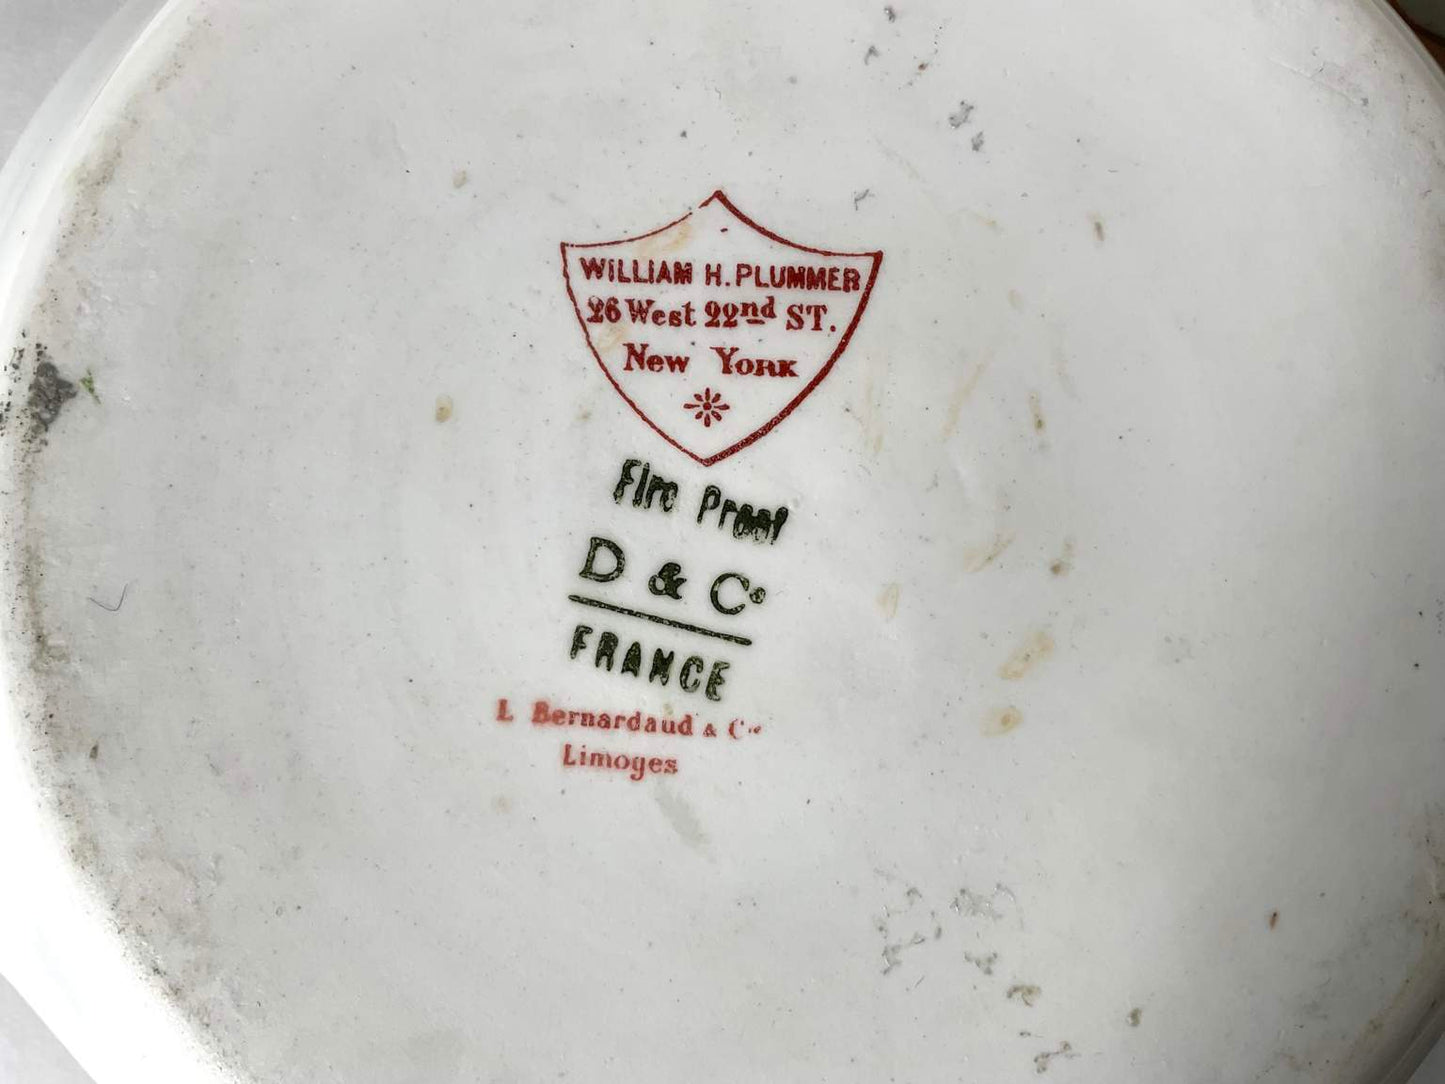 WILLIAM H. PLUMMER
26 West 22nd ST.
New York
Fire Proof
D & Co
FRANCE
L Bernardaud & Cie
Limoges